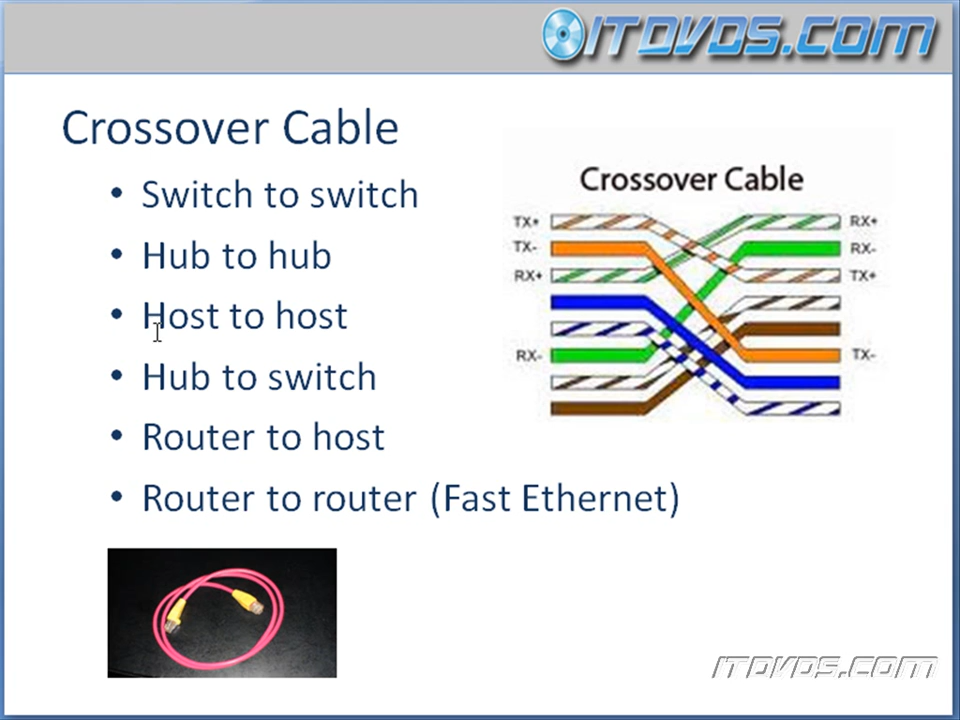 ITDVDS.COM
Crossover Cable
• Switch to switch
• Hub to hub
• Host to host
• Hub to switch
• Router to host
• Router to router (Fast Ethernet)
Crossover Cable
TX+ RX+
TX- RX-
RX+ TX+
RX- TX-
ITDVDS.COM